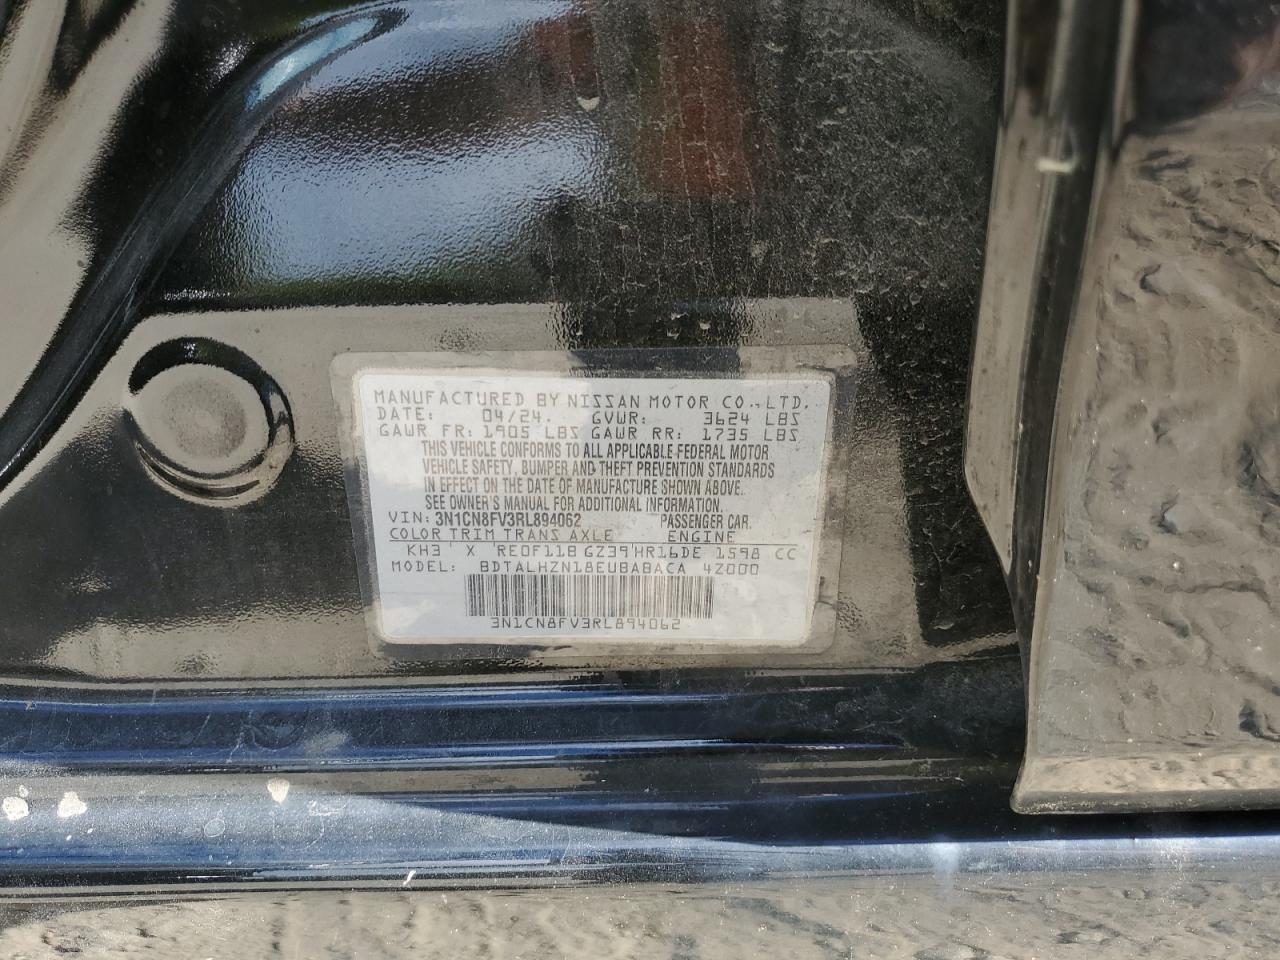 MANUFACTURED BY NISSAN MOTOR CO.,LTD.
DATE: 04/24. GVWR: 3624 LBS
GAWR FR: 1905 LBS GAWR RR: 1735 LBS
THIS VEHICLE CONFORMS TO ALL APPLICABLE FEDERAL MOTOR
VEHICLE SAFETY, BUMPER AND THEFT PREVENTION STANDARDS
IN EFFECT ON THE DATE OF MANUFACTURE SHOWN ABOVE.
SEE OWNER'S MANUAL FOR ADDITIONAL INFORMATION.
VIN: 3N1CN8FV3RL894062 PASSENGER CAR.
COLOR TRIM TRANS AXLE ENGINE
KH3 X RE0F11B GZ39 HR16DE 1598 CC
MODEL: BDTALHZN18EUBABACA 4Z000
3N1CN8FV3RL894062